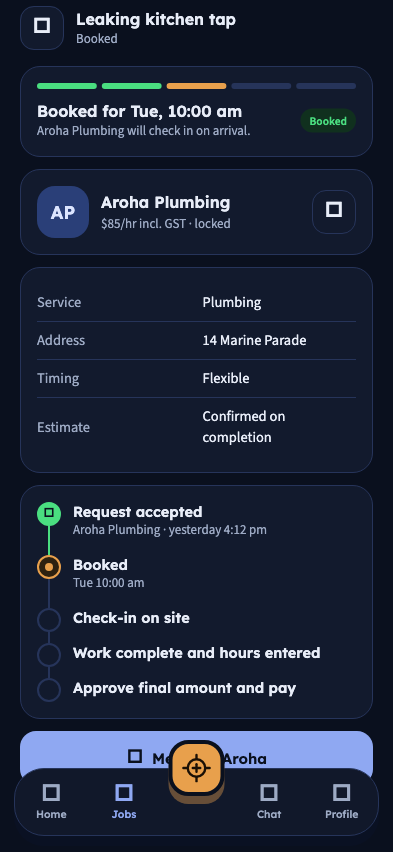 Leaking kitchen tap
Booked
Booked for Tue, 10:00 am
Aroha Plumbing will check in on arrival.
Booked
AP
Aroha Plumbing
$85/hr incl. GST · locked
Service
Plumbing
Address
14 Marine Parade
Timing
Flexible
Estimate
Confirmed on
completion
Request accepted
Aroha Plumbing · yesterday 4:12 pm
Booked
Tue 10:00 am
Check-in on site
Work complete and hours entered
Approve final amount and pay
Aroha
Home
Jobs
Chat
Profile